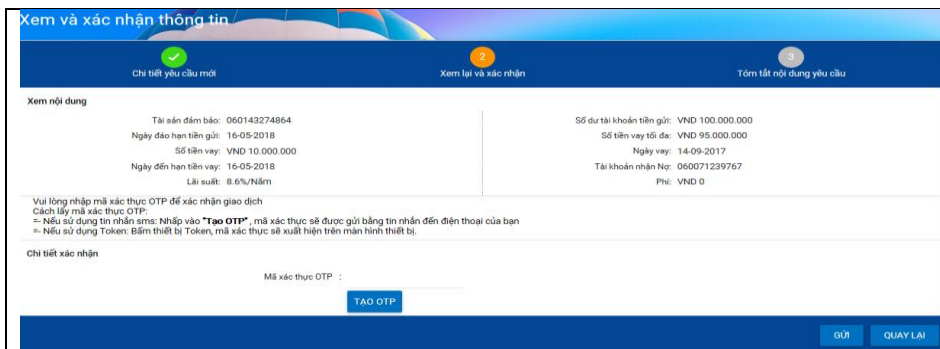 Xem và xác nhận thông tin
2
3
Chi tiết yêu cầu mới
Xem lại và xác nhận
Tóm tắt nội dung yêu cầu
Xem nội dung
Tài sản đảm bảo: 060143274864
Số dư tài khoản tiền gửi: VND 100.000.000
Ngày đáo hạn tiền gửi: 16-05-2018
Số tiền vay tối đa: VND 95.000.000
Số tiền vay: VND 10.000.000
Ngày vay: 14-09-2017
Ngày đến hạn tiền vay: 16-05-2018
Tài khoản nhận Nợ: 060071239767
Lãi suất: 8.6%/Năm
Phí: VND 0
Vui lòng nhập mã xác thực OTP để xác nhận giao dịch
Cách lấy mã xác thực OTP:
=- Nếu sử dụng tin nhắn sms: Nhấp vào "Tạo OTP" , mã xác thực sẽ được gửi bằng tin nhắn đến điện thoại của bạn
=- Nếu sử dụng Token: Bấm thiết bị Token, mã xác thực sẽ xuất hiện trên màn hình thiết bị.
Chi tiết xác nhận
Mã xác thực OTP :
TẠO OTP
GỬI
QUAY LẠI